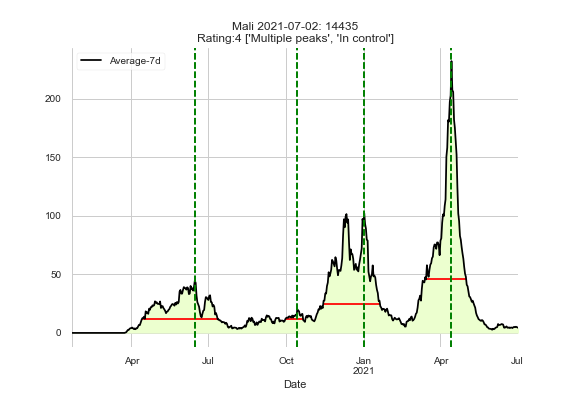 Mali 2021-07-02: 14435
Rating:4 ['Multiple peaks', 'In control']
Average-7d
200
150
100
50
0
Apr
Jul
Oct
Jan
2021
Apr
Jul
Date